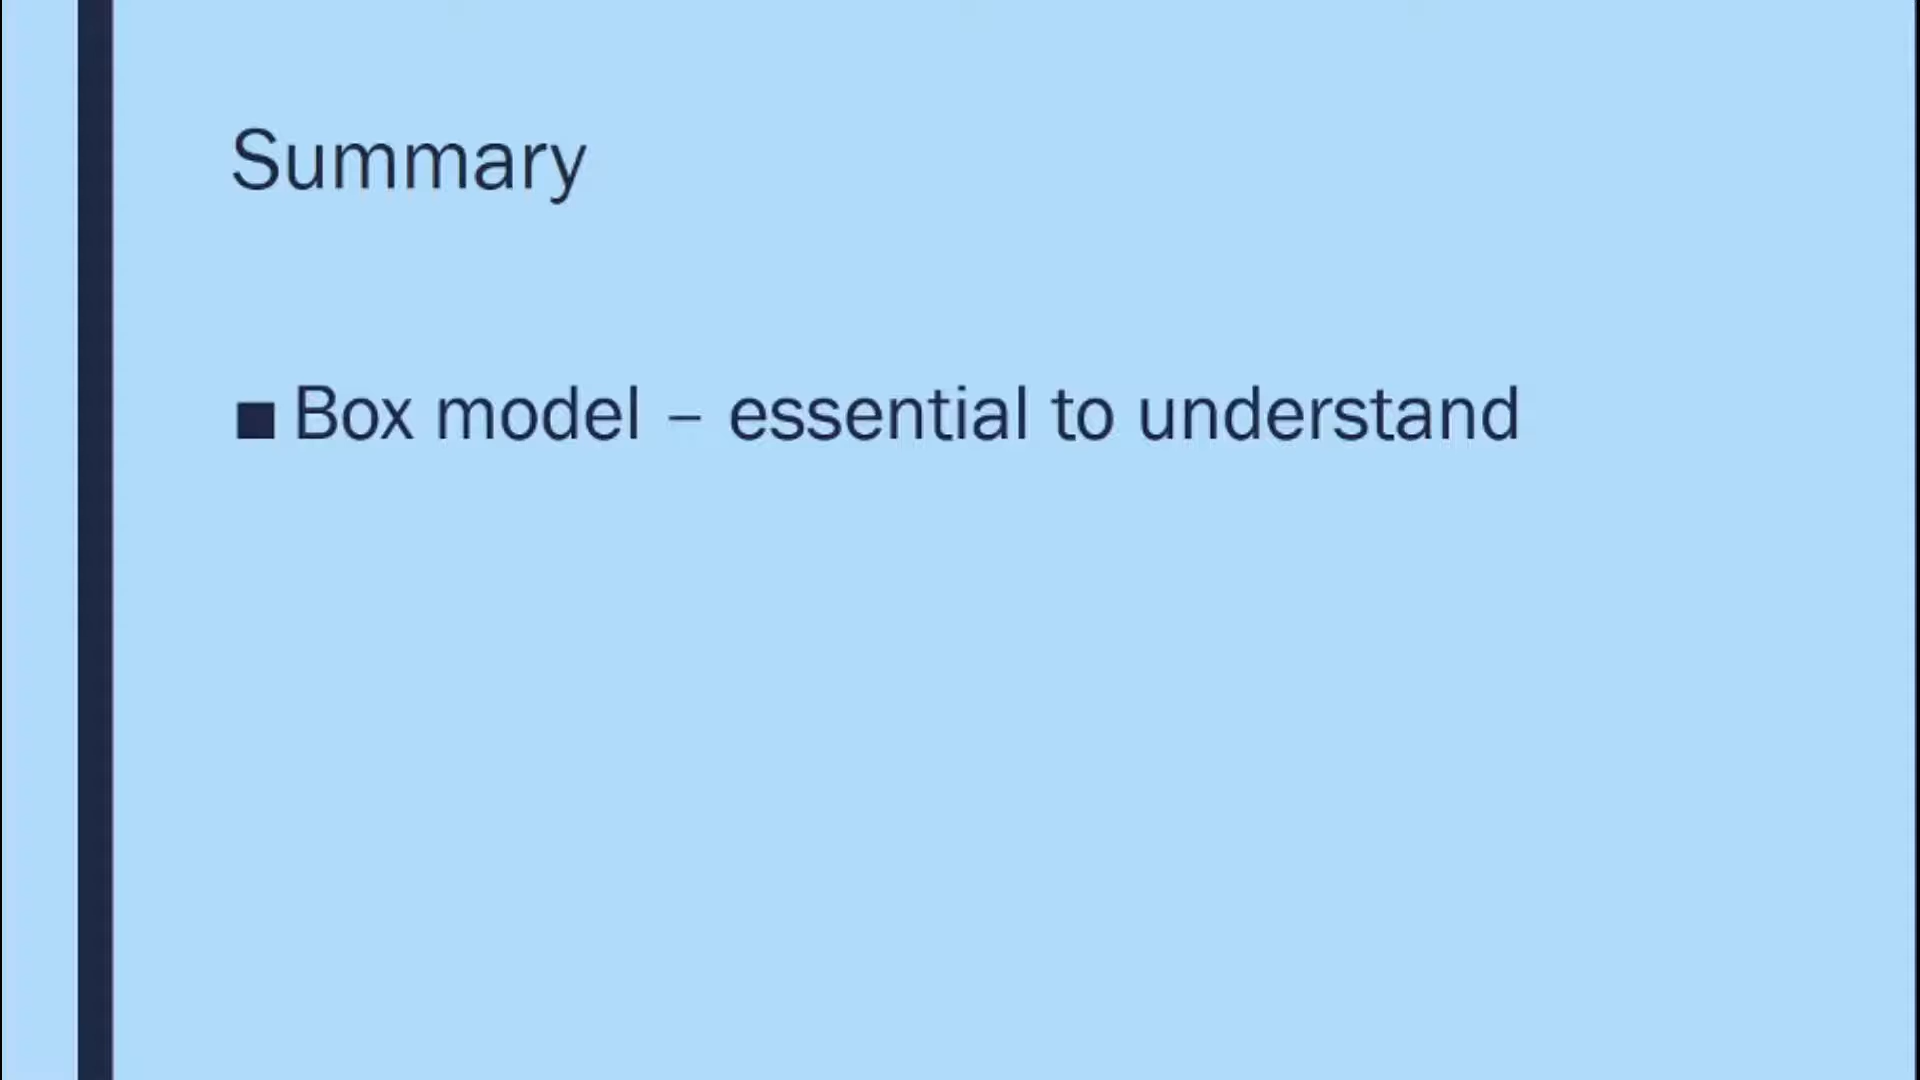 Summary
■ Box model – essential to understand